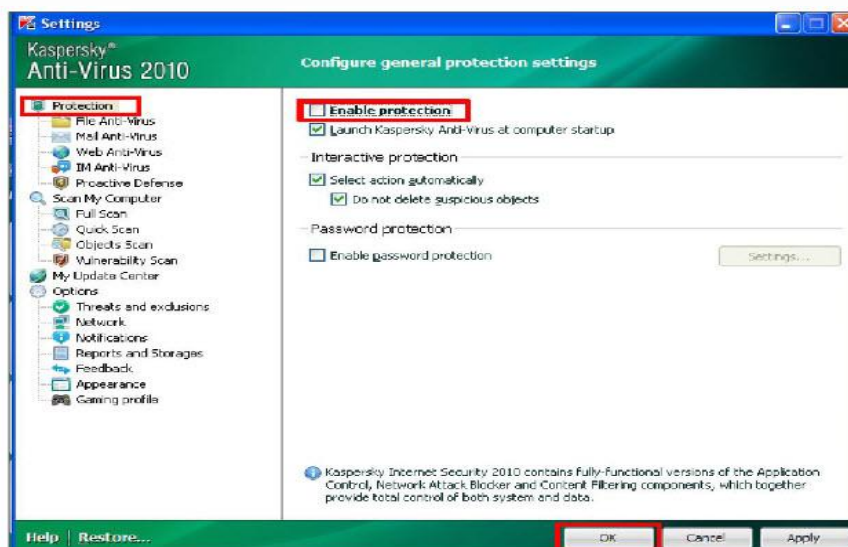 Settings
Kaspersky®
Anti-Virus 2010
Configure general protection settings
Protection
File Anti-Virus
Mail Anti-Virus
Web Anti-Virus
IM Anti-Virus
Proactive Defense
Scan My Computer
Full Scan
Quick Scan
Objects Scan
Vulnerability Scan
My Update Center
Options
Threats and exclusions
Network
Notifications
Reports and Storages
Feedback
Appearance
Gaming profile
Enable protection
Launch Kaspersky Anti-Virus at computer startup
Interactive protection
Select action automatically
Do not delete suspicious objects
Password protection
Enable password protection
Settings...
Kaspersky Internet Security 2010 contains fully-functional versions of the Application
Control, Network Attack Blocker and Content Filtering components, which together
provide total control of both system and data.
Help | Restore...
OK
Cancel
Apply